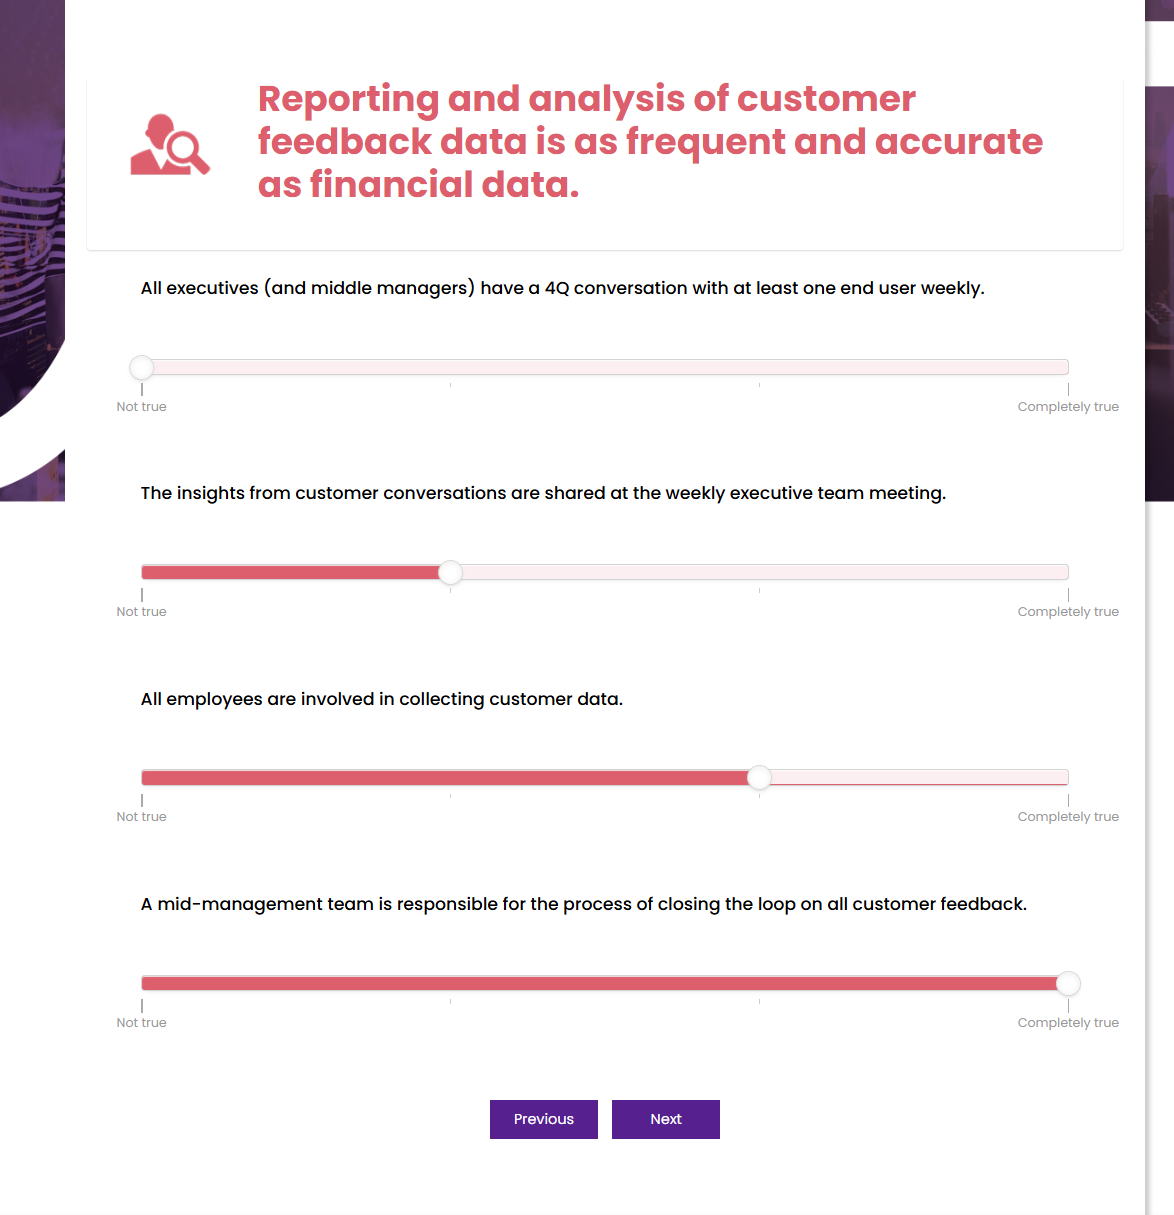 Reporting and analysis of customer
feedback data is as frequent and accurate
as financial data.
All executives (and middle managers) have a 4Q conversation with at least one end user weekly.
Not true
Completely true
The insights from customer conversations are shared at the weekly executive team meeting.
Not true
Completely true
All employees are involved in collecting customer data.
Not true
Completely true
A mid-management team is responsible for the process of closing the loop on all customer feedback.
Not true
Completely true
Previous
Next